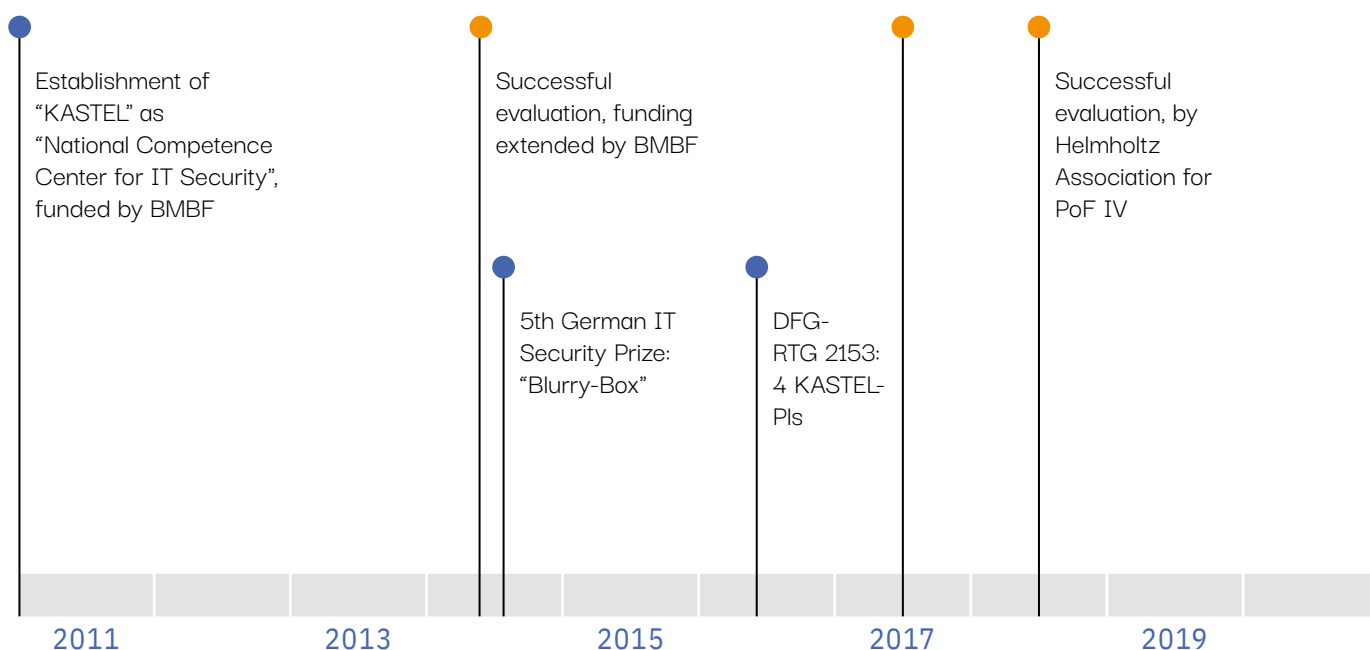 Establishment of
“KASTEL” as
“National Competence
Center for IT Security”,
funded by BMBF
Successful
evaluation, funding
extended by BMBF
Successful
evaluation, by
Helmholtz
Association for
PoF IV
5th German IT
Security Prize:
“Blurry-Box”
DFG-
RTG 2153:
4 KASTEL-
PIs
2011 2013 2015 2017 2019